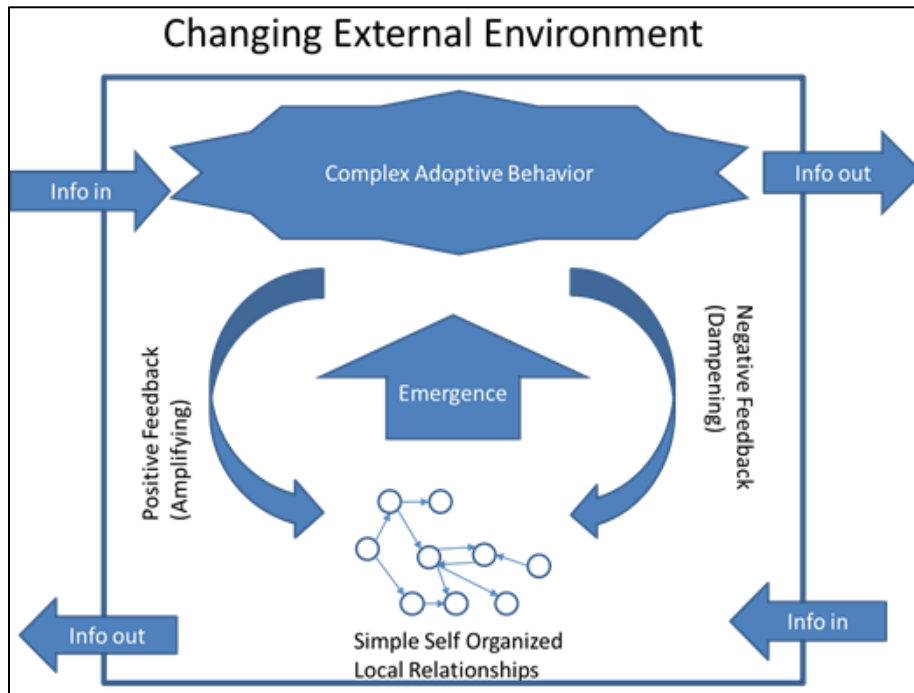 Changing External Environment
Complex Adoptive Behavior
Info in
Info out
Positive Feedback
(Amplifying)
Emergence
Negative Feedback
(Dampening)
Info out
Info in
Simple Self Organized
Local Relationships